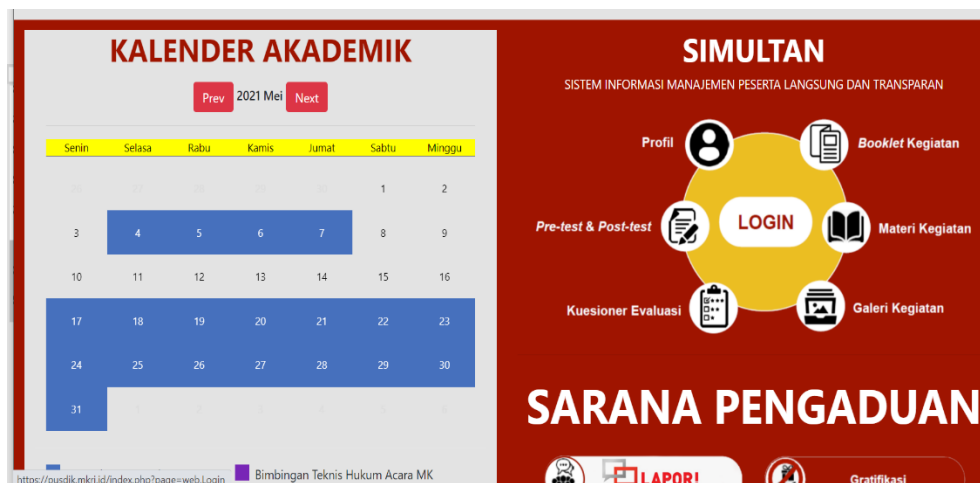 KALENDER AKADEMIK
Prev 2021 Mei Next
Senin Selasa Rabu Kamis Jumat Sabtu Minggu
1 2
3 4 5 6 7 8 9
10 11 12 13 14 15 16
17 18 19 20 21 22 23
24 25 26 27 28 29 30
31
Bimbingan Teknis Hukum Acara MK
https://pusdik.mkri.id/index.php?page=web.Login
SIMULTAN
SISTEM INFORMASI MANAJEMEN PESERTA LANGSUNG DAN TRANSPARAN
Profil
Booklet Kegiatan
Pre-test & Post-test
LOGIN
Materi Kegiatan
Kuesioner Evaluasi
Galeri Kegiatan
SARANA PENGADUAN
LAPOR!
Gratifikasi